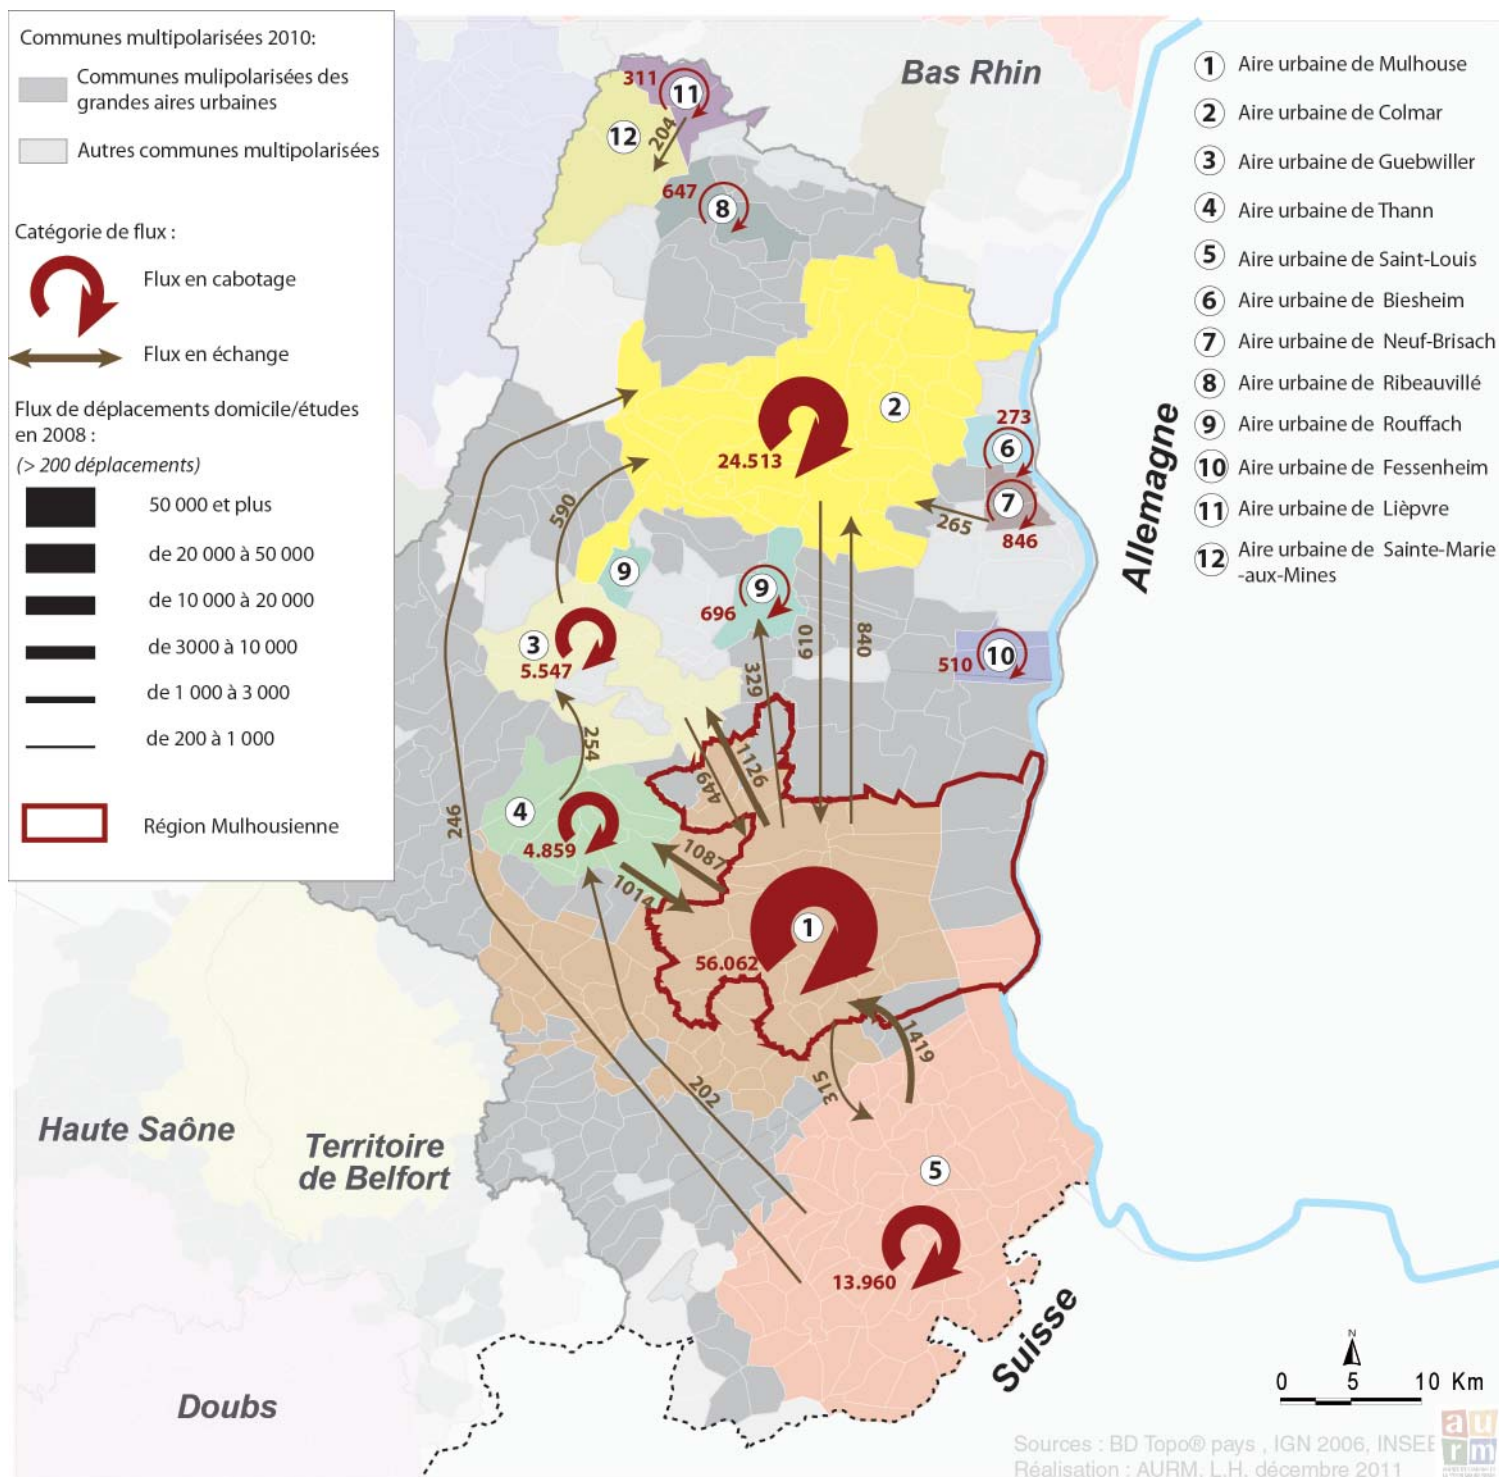 Communes multipolarisées 2010:
Communes mulipolarisées des
grandes aires urbaines
Autres communes multipolarisées
Catégorie de flux :
Flux en cabotage
Flux en échange
Flux de déplacements domicile/études
en 2008 :
(> 200 déplacements)
50 000 et plus
de 20 000 à 50 000
de 10 000 à 20 000
de 3000 à 10 000
de 1 000 à 3 000
de 200 à 1 000
Région Mulhousienne
Bas Rhin
1 Aire urbaine de Mulhouse
2 Aire urbaine de Colmar
3 Aire urbaine de Guebwiller
4 Aire urbaine de Thann
5 Aire urbaine de Saint-Louis
6 Aire urbaine de Biesheim
7 Aire urbaine de Neuf-Brisach
8 Aire urbaine de Ribeauvillé
9 Aire urbaine de Rouffach
10 Aire urbaine de Fessenheim
11 Aire urbaine de Lièpvre
12 Aire urbaine de Sainte-Marie
-aux-Mines
311
11
12
204
647
8
2
24.513
273
6
7
265
846
590
9
9
696
3
5.547
610
840
329
510
10
254
1126
449
246
4
4.859
1087
1014
1
56.062
1419
315
202
5
13.960
Allemagne
Haute Saône
Territoire
de Belfort
Doubs
Suisse
N
0 5 10 Km
Sources : BD Topo® pays , IGN 2006, INSEE
Réalisation : AURM. L.H. décembre 2011
au
rm